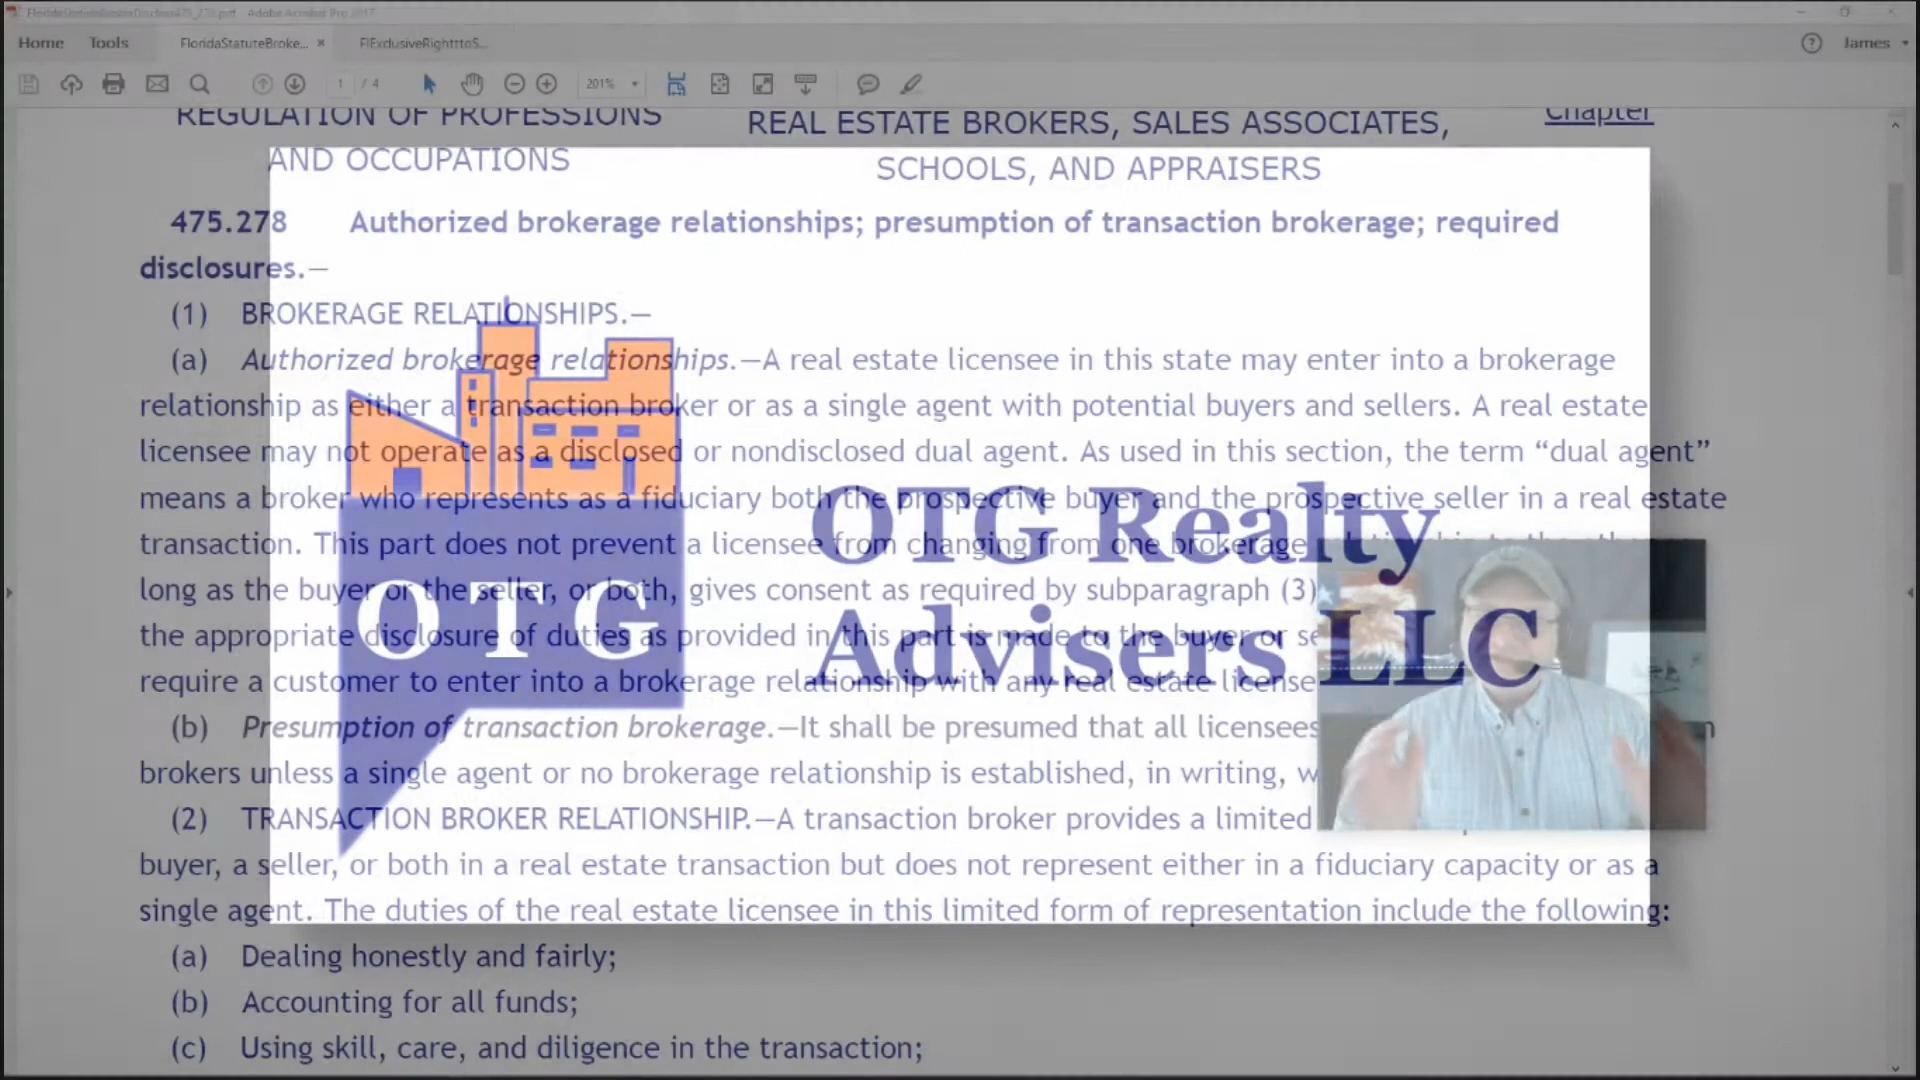 FloridaStatuteBrokerDisclosu475_278.pdf - Adobe Acrobat Pro 2017
Home Tools FloridaStatuteBroke... × FlExclusiveRighttoS... James
1 / 4 201%
REGULATION OF PROFESSIONS REAL ESTATE BROKERS, SALES ASSOCIATES, Chapter
AND OCCUPATIONS SCHOOLS, AND APPRAISERS
475.278 Authorized brokerage relationships; presumption of transaction brokerage; required
disclosures.—
(1) BROKERAGE RELATIONSHIPS.—
(a) Authorized brokerage relationships.—A real estate licensee in this state may enter into a brokerage
relationship as either a transaction broker or as a single agent with potential buyers and sellers. A real estate
licensee may not operate as a disclosed or nondisclosed dual agent. As used in this section, the term “dual agent”
means a broker who represents as a fiduciary both the prospective buyer and the prospective seller in a real estate
transaction. This part does not prevent a licensee from changing from one brokerage
long as the buyer or the seller, or both, gives consent as required by subparagraph (3)
the appropriate disclosure of duties as provided in this part is made to the buyer or
require a customer to enter into a brokerage relationship with any real estate
(b) Presumption of transaction brokerage.—It shall be presumed that all licensees
brokers unless a single agent or no brokerage relationship is established, in writing,
(2) TRANSACTION BROKER RELATIONSHIP.—A transaction broker provides a limited
buyer, a seller, or both in a real estate transaction but does not represent either in a fiduciary capacity or as a
single agent. The duties of the real estate licensee in this limited form of representation include the following:
(a) Dealing honestly and fairly;
(b) Accounting for all funds;
(c) Using skill, care, and diligence in the transaction;
OTG
OTG Realty
Advisers LLC